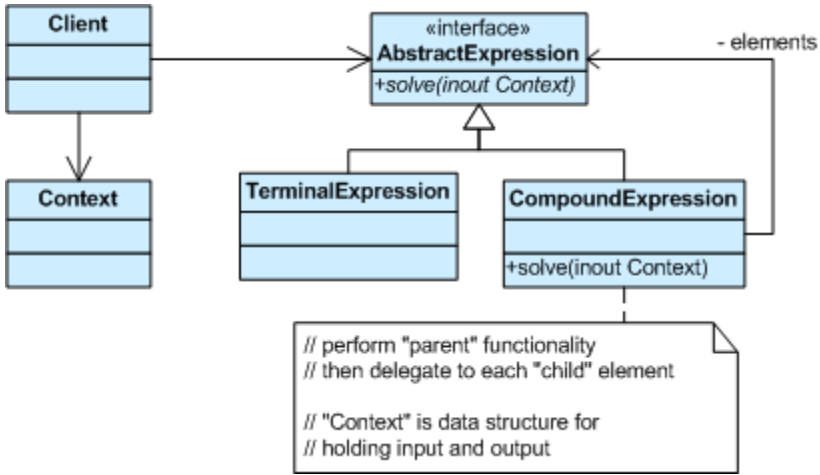 Client
«interface»
AbstractExpression
+solve(inout Context)
- elements
Context
TerminalExpression
CompoundExpression
+solve(inout Context)
// perform "parent" functionality
// then delegate to each "child" element
// "Context" is data structure for
// holding input and output